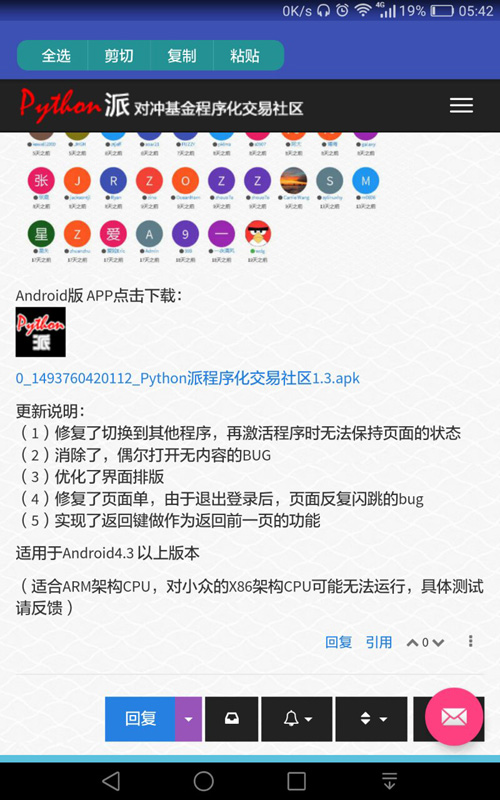 0K/s 4G 19% 05:42
全选 剪切 复制 粘贴
Python派 对冲基金程序化交易社区
张 J R Z O Z Z S M
星 Z 爱 A 9 一
Android版 APP点击下载：
Python
派
0_1493760420112_Python派程序化交易社区1.3.apk
更新说明：
（1）修复了切换到其他程序，再激活程序时无法保持页面的状态
（2）消除了，偶尔打开无内容的BUG
（3）优化了界面排版
（4）修复了页面单，由于退出登录后，页面反复闪跳的bug
（5）实现了返回键做作为返回前一页的功能
适用于Android4.3 以上版本
（ 适合ARM架构CPU，对小众的X86架构CPU可能无法运行，具体测试
请反馈 ）
回复 引用 0
回复